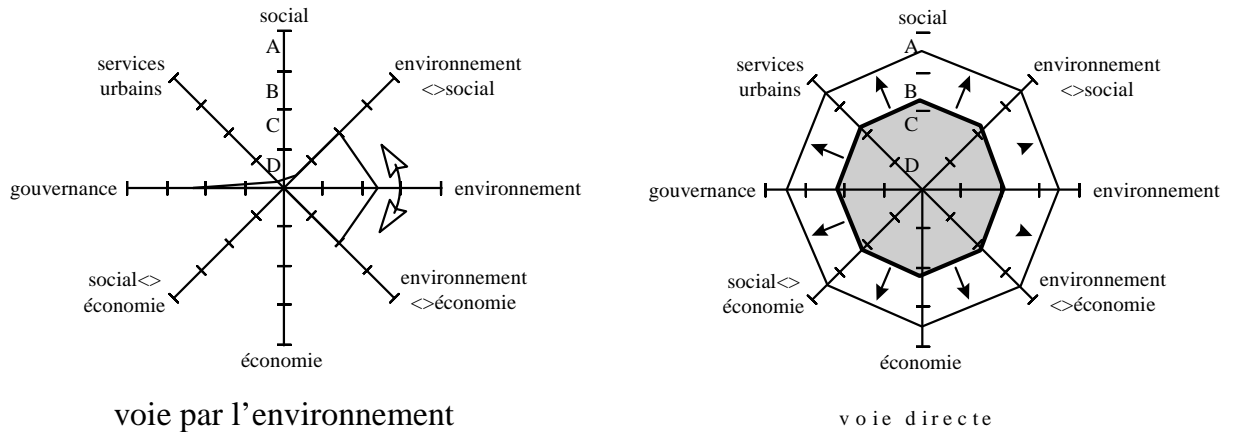 social
A
B
C
D
services
urbains
environnement
<>social
gouvernance
environnement
social<>
économie
environnement
<>économie
économie
voie par l'environnement
social
A
B
C
D
services
urbains
environnement
<>social
gouvernance
environnement
social<>
économie
environnement
<>économie
économie
voie directe